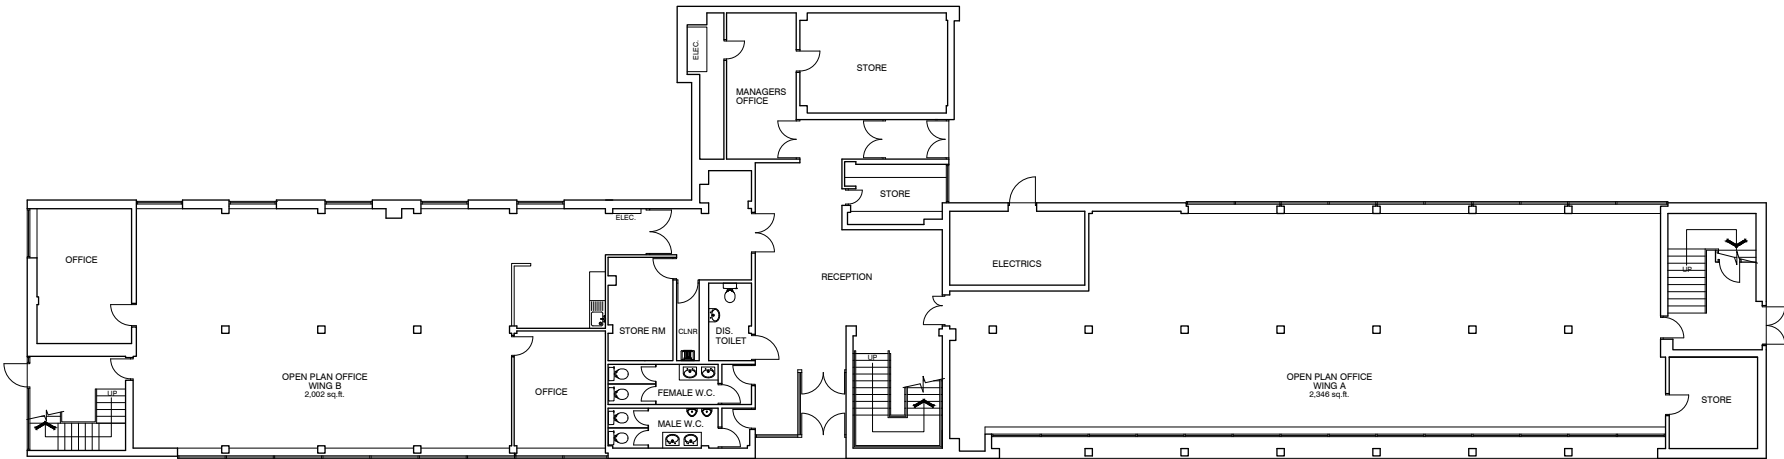 ELEC.
STORE
MANAGERS
OFFICE
STORE
ELEC.
OFFICE
ELECTRICS
RECEPTION
UP
STORE RM
CLNR
DIS.
TOILET
UP
OPEN PLAN OFFICE
WING B
2,002 sq.ft.
OFFICE
FEMALE W.C.
OPEN PLAN OFFICE
WING A
2,346 sq.ft.
UP
STORE
MALE W.C.